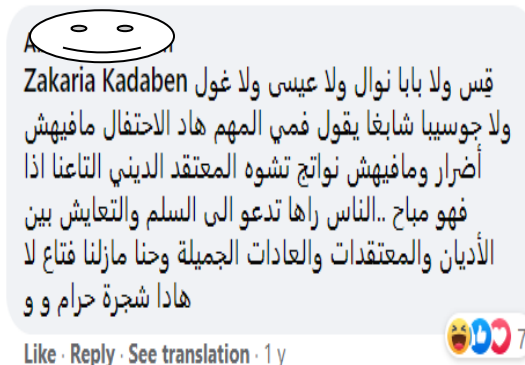 Zakaria Kadaben قِس ولا بابا نوال ولا عيسى ولا غول
ولا جوسيبا شابغا يقول فمي المهم هاد الاحتفال مافيهش
أضرار ومافيهش نواتج تشوه المعتقد الديني التاعنا اذا
فهو مباح ..الناس راها تدعو الى السلم والتعايش بين
الأديان والمعتقدات والعادات الجميلة وحنا مازلنا فتاع لا
هادا شجرة حرام و و
7
Like · Reply · See translation · 1 y